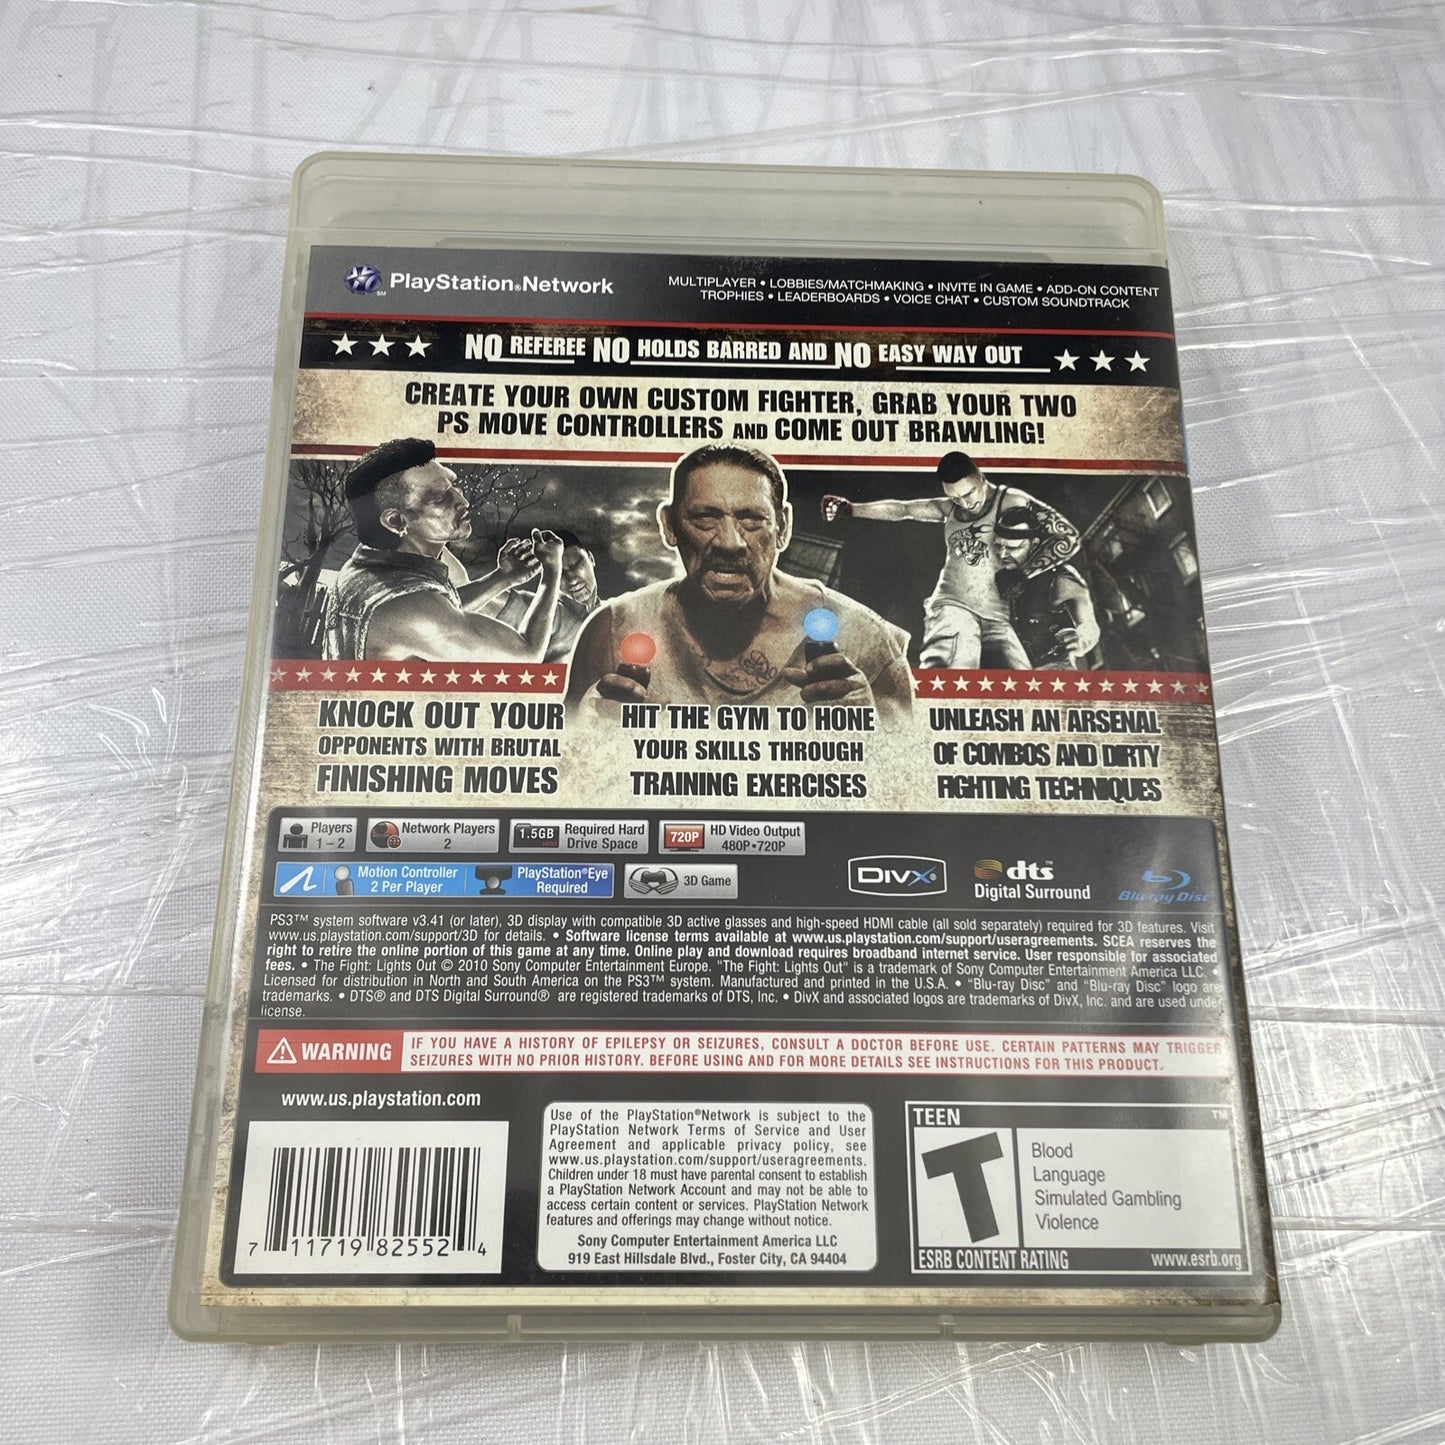 PlayStation®Network
SM
MULTIPLAYER • LOBBIES/MATCHMAKING • INVITE IN GAME • ADD-ON CONTENT
TROPHIES • LEADERBOARDS • VOICE CHAT • CUSTOM SOUNDTRACK
NO REFEREE NO HOLDS BARRED AND NO EASY WAY OUT
CREATE YOUR OWN CUSTOM FIGHTER, GRAB YOUR TWO
PS MOVE CONTROLLERS AND COME OUT BRAWLING!
KNOCK OUT YOUR
OPPONENTS WITH BRUTAL
FINISHING MOVES
HIT THE GYM TO HONE
YOUR SKILLS THROUGH
TRAINING EXERCISES
UNLEASH AN ARSENAL
OF COMBOS AND DIRTY
FIGHTING TECHNIQUES
Players
1 – 2
Network Players
2
1.5GB
HDD
Required Hard
Drive Space
720P
HD Video Output
480P•720P
Motion Controller
2 Per Player
PlayStation®Eye
Required
3D Game
DIVX®
dts™
Digital Surround
Blu-ray Disc
PS3™ system software v3.41 (or later), 3D display with compatible 3D active glasses and high-speed HDMI cable (all sold separately) required for 3D features. Visit
www.us.playstation.com/support/3D for details. • Software license terms available at www.us.playstation.com/support/useragreements. SCEA reserves the
right to retire the online portion of this game at any time. Online play and download requires broadband internet service. User responsible for associated
fees. • The Fight: Lights Out © 2010 Sony Computer Entertainment Europe. "The Fight: Lights Out" is a trademark of Sony Computer Entertainment America LLC. •
Licensed for distribution in North and South America on the PS3™ system. Manufactured and printed in the U.S.A. • "Blu-ray Disc" and "Blu-ray Disc" logo are
trademarks. • DTS® and DTS Digital Surround® are registered trademarks of DTS, Inc. • DivX and associated logos are trademarks of DivX, Inc. and are used under
license.
WARNING
IF YOU HAVE A HISTORY OF EPILEPSY OR SEIZURES, CONSULT A DOCTOR BEFORE USE. CERTAIN PATTERNS MAY TRIGGER
SEIZURES WITH NO PRIOR HISTORY. BEFORE USING AND FOR MORE DETAILS SEE INSTRUCTIONS FOR THIS PRODUCT.
www.us.playstation.com
7 11719 82552 4
Use of the PlayStation®Network is subject to the
PlayStation Network Terms of Service and User
Agreement and applicable privacy policy, see
www.us.playstation.com/support/useragreements.
Children under 18 must have parental consent to establish
a PlayStation Network Account and may not be able to
access certain content or services. PlayStation Network
features and offerings may change without notice.
Sony Computer Entertainment America LLC
919 East Hillsdale Blvd., Foster City, CA 94404
TEEN
™
T
Blood
Language
Simulated Gambling
Violence
ESRB CONTENT RATING
www.esrb.org